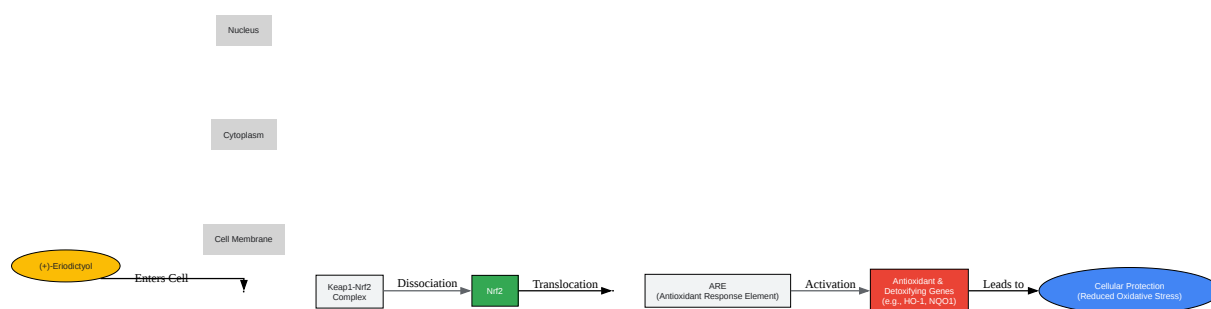 Nucleus
Cytoplasm
Cell Membrane
(+)-Eriodictyol
Enters Cell
Keap1-Nrf2
Complex
Dissociation
Nrf2
Translocation
ARE
(Antioxidant Response Element)
Activation
Antioxidant &
Detoxifying Genes
(e.g., HO-1, NQO1)
Leads to
Cellular Protection
(Reduced Oxidative Stress)